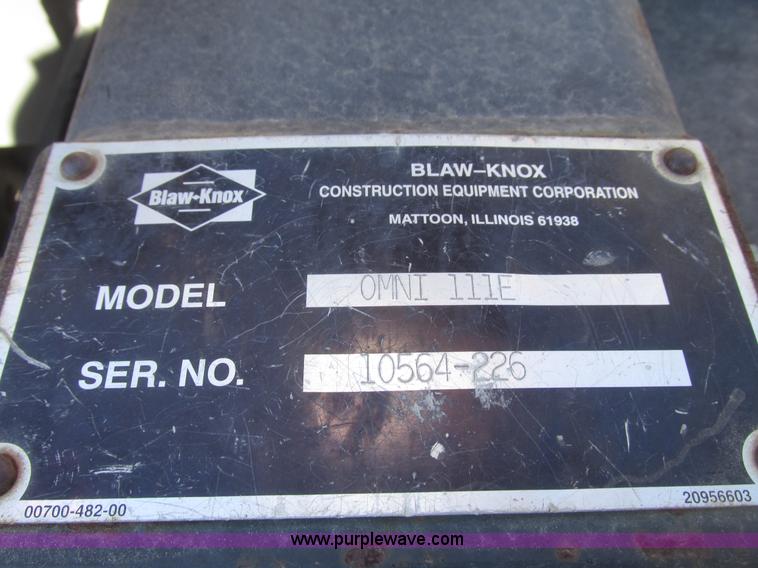 Blaw-Knox
BLAW-KNOX
CONSTRUCTION EQUIPMENT CORPORATION
MATTOON, ILLINOIS 61938
MODEL OMNI 111E
SER. NO. 10564-226
00700-482-00 20956603
www.purplewave.com